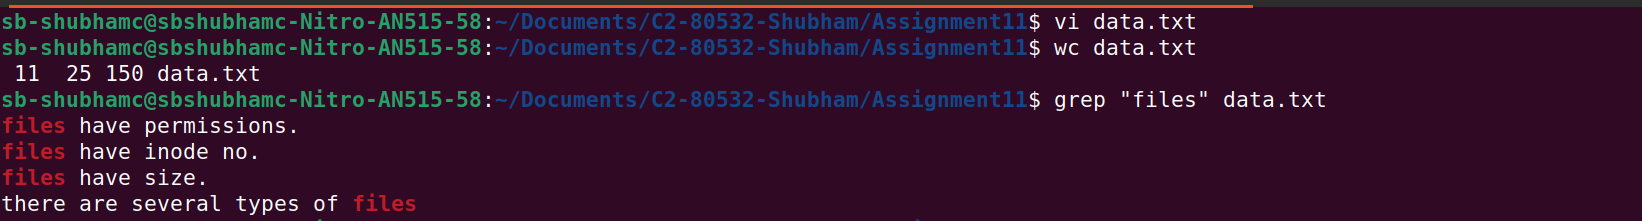 sb-shubhamc@sbshubhamc-Nitro-AN515-58:~/Documents/C2-80532-Shubham/Assignment11$ vi data.txt
sb-shubhamc@sbshubhamc-Nitro-AN515-58:~/Documents/C2-80532-Shubham/Assignment11$ wc data.txt
 11  25 150 data.txt
sb-shubhamc@sbshubhamc-Nitro-AN515-58:~/Documents/C2-80532-Shubham/Assignment11$ grep "files" data.txt
files have permissions.
files have inode no.
files have size.
there are several types of files